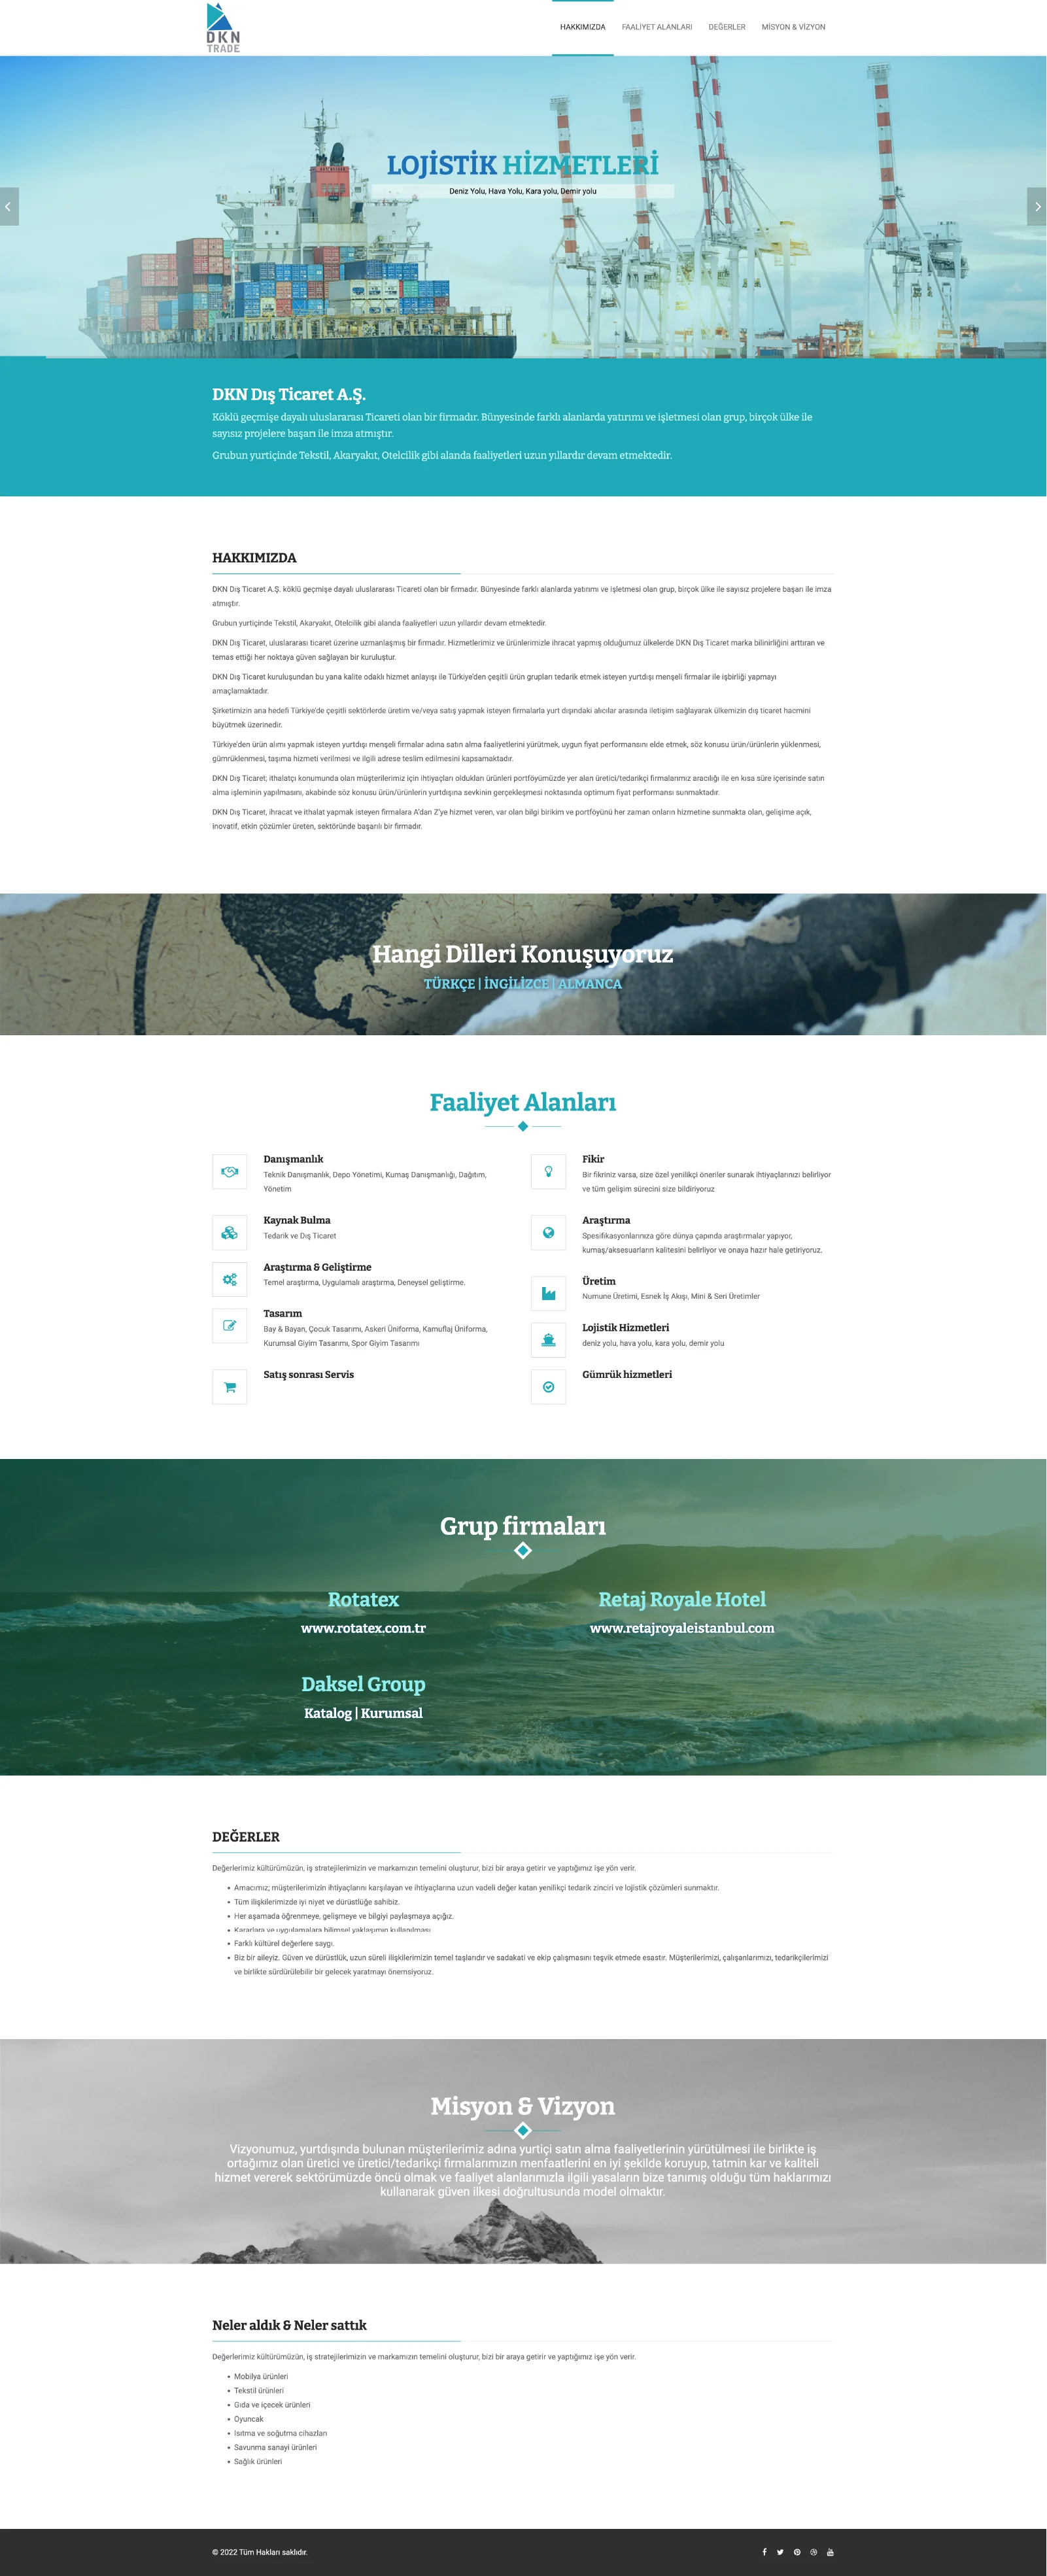 DKN
TRADE
HAKKIMIZDA
FAALİYET ALANLARI
DEĞERLER
MİSYON & VİZYON
LOJİSTİK HİZMETLERİ
Deniz Yolu, Hava Yolu, Kara yolu, Demir yolu
DKN Dış Ticaret A.Ş.
Köklü geçmişe dayalı uluslararası Ticareti olan bir firmadır. Bünyesinde farklı alanlarda yatırımı ve işletmesi olan grup, birçok ülke ile
sayısız projelere başarı ile imza atmıştır.
Grubun yurtiçinde Tekstil, Akaryakıt, Otelcilik gibi alanda faaliyetleri uzun yıllardır devam etmektedir.
HAKKIMIZDA
DKN Dış Ticaret A.Ş. köklü geçmişe dayalı uluslararası Ticareti olan bir firmadır. Bünyesinde farklı alanlarda yatırımı ve işletmesi olan grup, birçok ülke ile sayısız projelere başarı ile imza
atmıştır.
Grubun yurtiçinde Tekstil, Akaryakıt, Otelcilik gibi alanda faaliyetleri uzun yıllardır devam etmektedir.
DKN Dış Ticaret, uluslararası ticaret üzerine uzmanlaşmış bir firmadır. Hizmetlerimiz ve ürünlerimizle ihracat yapmış olduğumuz ülkelerde DKN Dış Ticaret marka bilinirliğini arttıran ve
temas ettiği her noktaya güven sağlayan bir kuruluştur.
DKN Dış Ticaret kuruluşundan bu yana kalite odaklı hizmet anlayışı ile Türkiye'den çeşitli ürün grupları tedarik etmek isteyen yurtdışı menşeli firmalar ile işbirliği yapmayı
amaçlamaktadır.
Şirketimizin ana hedefi Türkiye'de çeşitli sektörlerde üretim ve/veya satış yapmak isteyen firmalarla yurt dışındaki alıcılar arasında iletişim sağlayarak ülkemizin dış ticaret hacmini
büyütmek üzerinedir.
Türkiye'den ürün alımı yapmak isteyen yurtdışı menşeli firmalar adına satın alma faaliyetlerini yürütmek, uygun fiyat performansını elde etmek, söz konusu ürün/ürünlerin yüklenmesi,
gümrüklenmesi, taşıma hizmeti verilmesi ve ilgili adrese teslim edilmesini kapsamaktadır.
DKN Dış Ticaret; ithalatçı konumunda olan müşterilerimiz için ihtiyaçları oldukları ürünleri portföyümüzde yer alan üretici/tedarikçi firmalarımız aracılığı ile en kısa süre içerisinde satın
alma işleminin yapılmasını, akabinde söz konusu ürün/ürünlerin yurtdışına sevkinin gerçekleşmesi noktasında optimum fiyat performansı sunmaktadır.
DKN Dış Ticaret, ihracat ve ithalat yapmak isteyen firmalara A'dan Z'ye hizmet veren, var olan bilgi birikim ve portföyünü her zaman onların hizmetine sunmakta olan, gelişime açık,
inovatif, etkin çözümler üreten, sektöründe başarılı bir firmadır.
Hangi Dilleri Konuşuyoruz
TÜRKÇE | İNGİLİZCE | ALMANCA
Faaliyet Alanları
Danışmanlık
Teknik Danışmanlık, Depo Yönetimi, Kumaş Danışmanlığı, Dağıtım,
Yönetim
Kaynak Bulma
Tedarik ve Dış Ticaret
Araştırma & Geliştirme
Temel araştırma, Uygulamalı araştırma, Deneysel geliştirme.
Tasarım
Bay & Bayan, Çocuk Tasarımı, Askeri Üniforma, Kamuflaj Üniforma,
Kurumsal Giyim Tasarımı, Spor Giyim Tasarımı
Satış sonrası Servis
Fikir
Bir fikriniz varsa, size özel yenilikçi öneriler sunarak ihtiyaçlarınızı belirliyor
ve tüm gelişim sürecini size bildiriyoruz
Araştırma
Spesifikasyonlarınıza göre dünya çapında araştırmalar yapıyor,
kumaş/aksesuarların kalitesini belirliyor ve onaya hazır hale getiriyoruz.
Üretim
Numune Üretimi, Esnek İş Akışı, Mini & Seri Üretimler
Lojistik Hizmetleri
deniz yolu, hava yolu, kara yolu, demir yolu
Gümrük hizmetleri
Grup firmaları
Rotatex
www.rotatex.com.tr
Retaj Royale Hotel
www.retajroyaleistanbul.com
Daksel Group
Katalog | Kurumsal
DEĞERLER
Değerlerimiz kültürümüzün, iş stratejilerimizin ve markamızın temelini oluşturur, bizi bir araya getirir ve yaptığımız işe yön verir.
• Amacımız; müşterilerimizin ihtiyaçlarını karşılayan ve ihtiyaçlarına uzun vadeli değer katan yenilikçi tedarik zinciri ve lojistik çözümleri sunmaktır.
• Tüm ilişkilerimizde iyi niyet ve dürüstlüğe sahibiz.
• Her aşamada öğrenmeye, gelişmeye ve bilgiyi paylaşmaya açığız.
• Kararlara ve uygulamalara bilimsel yaklaşımın kullanılması
• Farklı kültürel değerlere saygı.
• Biz bir aileyiz. Güven ve dürüstlük, uzun süreli ilişkilerimizin temel taşlarıdır ve sadakati ve ekip çalışmasını teşvik etmede esastır. Müşterilerimizi, çalışanlarımızı, tedarikçilerimizi
ve birlikte sürdürülebilir bir gelecek yaratmayı önemsiyoruz.
Misyon & Vizyon
Vizyonumuz, yurtdışında bulunan müşterilerimiz adına yurtiçi satın alma faaliyetlerinin yürütülmesi ile birlikte iş
ortağımız olan üretici ve üretici/tedarikçi firmalarımızın menfaatlerini en iyi şekilde koruyup, tatmin kar ve kaliteli
hizmet vererek sektörümüzde öncü olmak ve faaliyet alanlarımızla ilgili yasaların bize tanımış olduğu tüm haklarımızı
kullanarak güven ilkesi doğrultusunda model olmaktır.
Neler aldık & Neler sattık
Değerlerimiz kültürümüzün, iş stratejilerimizin ve markamızın temelini oluşturur, bizi bir araya getirir ve yaptığımız işe yön verir.
• Mobilya ürünleri
• Tekstil ürünleri
• Gıda ve içecek ürünleri
• Oyuncak
• Isıtma ve soğutma cihazları
• Savunma sanayi ürünleri
• Sağlık ürünleri
© 2022 Tüm Hakları saklıdır.